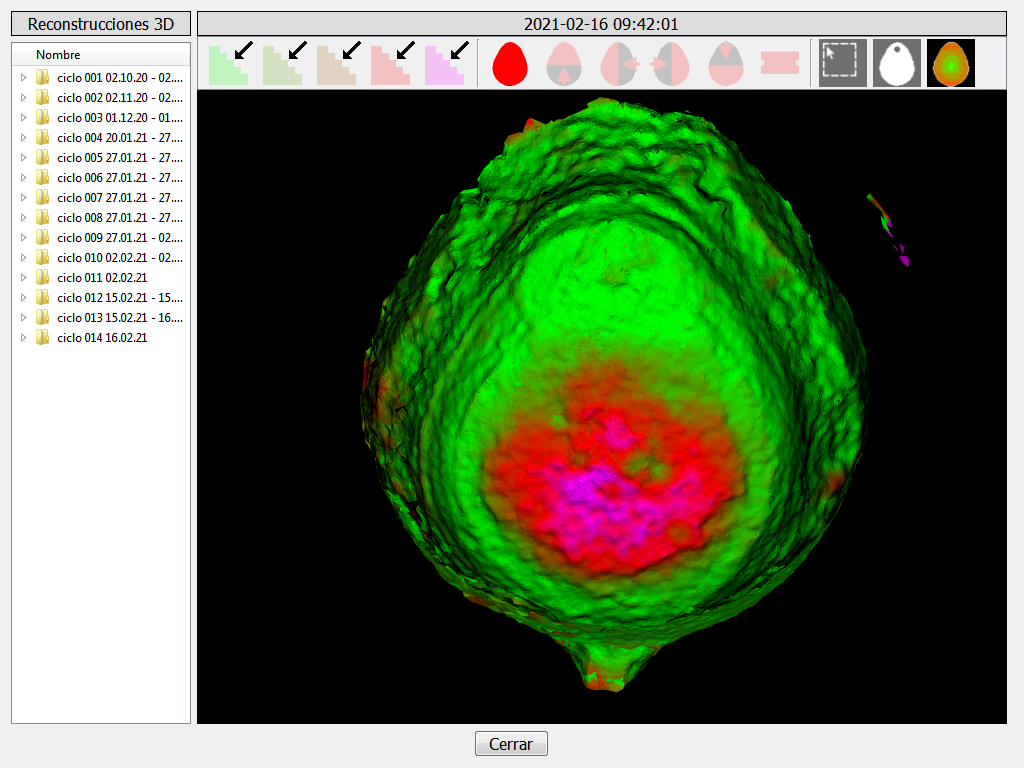 Reconstrucciones 3D
2021-02-16 09:42:01
Nombre
ciclo 001 02.10.20 - 02....
ciclo 002 02.11.20 - 02....
ciclo 003 01.12.20 - 01....
ciclo 004 20.01.21 - 27....
ciclo 005 27.01.21 - 27....
ciclo 006 27.01.21 - 27....
ciclo 007 27.01.21 - 27....
ciclo 008 27.01.21 - 27....
ciclo 009 27.01.21 - 02....
ciclo 010 02.02.21 - 02....
ciclo 011 02.02.21
ciclo 012 15.02.21 - 15....
ciclo 013 15.02.21 - 16....
ciclo 014 16.02.21
Cerrar